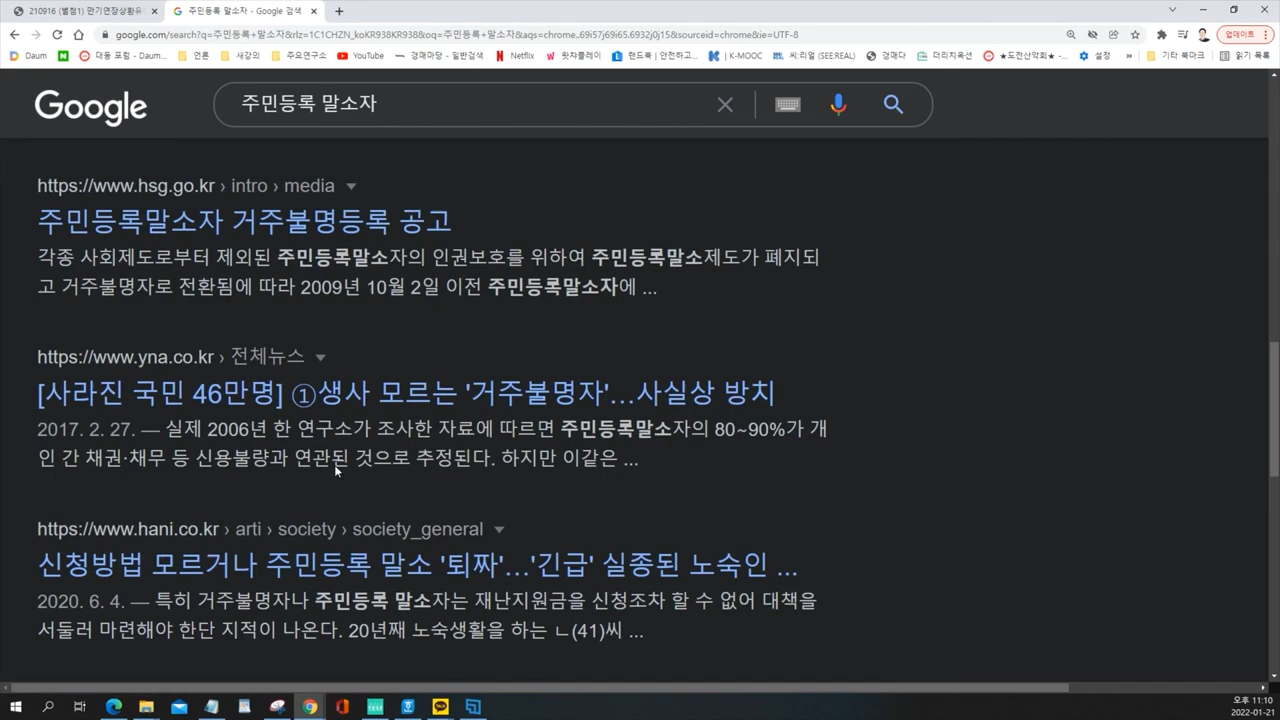 210916 (별첨1) 만기연장상환유
주민등록 말소자 - Google 검색
google.com/search?q=주민등록+말소자&rlz=1C1CHZN_koKR938KR938&oq=주민등록+말소자&aqs=chrome..69i57j69i65.6932j0j15&sourceid=chrome&ie=UTF-8
업데이트
Daum
대동 포럼 - Daum...
언론
새강의
주요연구소
YouTube
경매마당 - 일반검색
Netflix
왓챠플레이
랜드북 | 안전하고...
| K-MOOC
씨:리얼 (SEE:REAL)
경매다
더리치옥션
★도전산악회★ -...
설정
»
기타 북마크
읽기 목록
Google
주민등록 말소자
https://www.hsg.go.kr › intro › media
주민등록말소자 거주불명등록 공고
각종 사회제도로부터 제외된 주민등록말소자의 인권보호를 위하여 주민등록말소제도가 폐지되
고 거주불명자로 전환됨에 따라 2009년 10월 2일 이전 주민등록말소자에 ...
https://www.yna.co.kr › 전체뉴스
[사라진 국민 46만명] ①생사 모르는 '거주불명자'…사실상 방치
2017. 2. 27. — 실제 2006년 한 연구소가 조사한 자료에 따르면 주민등록말소자의 80~90%가 개
인 간 채권·채무 등 신용불량과 연관된 것으로 추정된다. 하지만 이같은 ...
https://www.hani.co.kr › arti › society › society_general
신청방법 모르거나 주민등록 말소 '퇴짜'…'긴급' 실종된 노숙인 ...
2020. 6. 4. — 특히 거주불명자나 주민등록 말소자는 재난지원금을 신청조차 할 수 없어 대책을
서둘러 마련해야 한단 지적이 나온다. 20년째 노숙생활을 하는 ㄴ(41)씨 ...
오후 11:10
2022-01-21